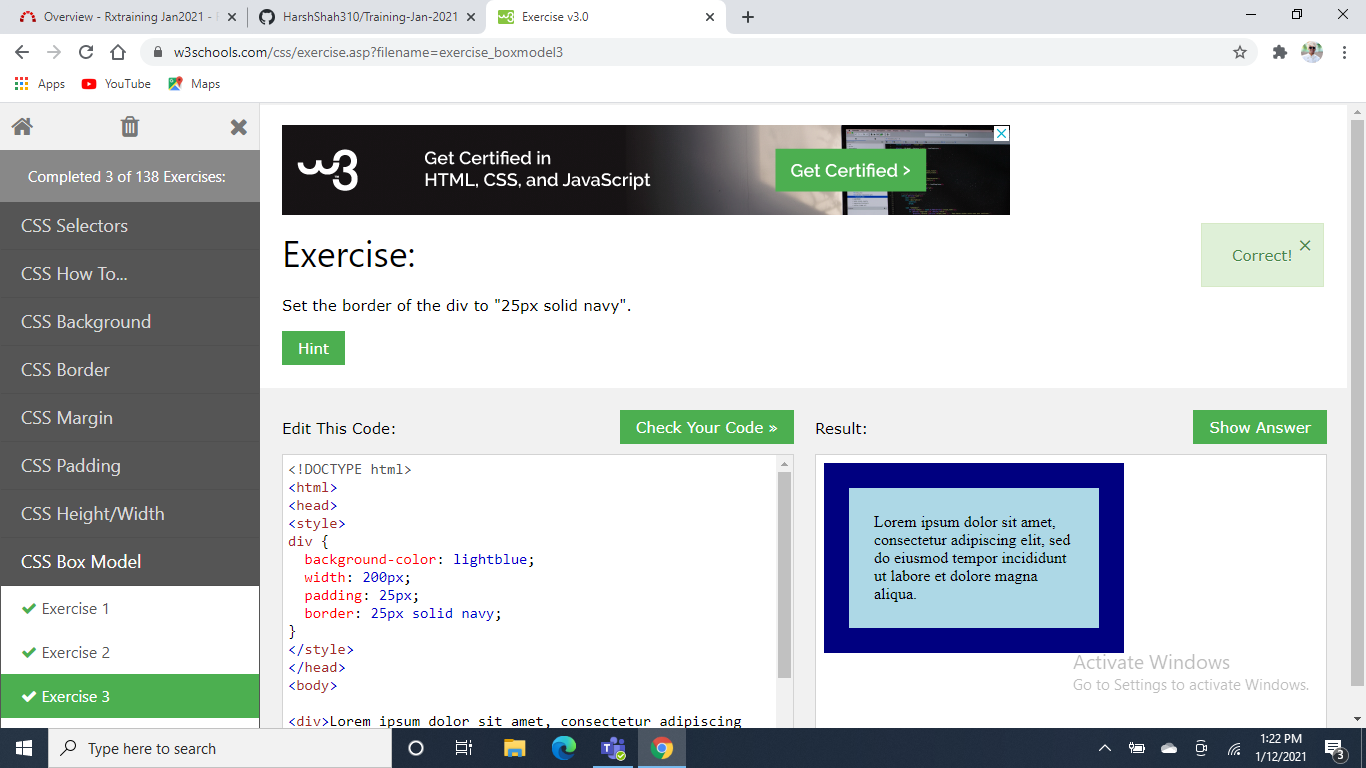 Overview - Rxtraining Jan2021 -
HarshShah310/Training-Jan-2021
Exercise v3.0
w3schools.com/css/exercise.asp?filename=exercise_boxmodel3
Apps
YouTube
Maps
Completed 3 of 138 Exercises:
CSS Selectors
CSS How To...
CSS Background
CSS Border
CSS Margin
CSS Padding
CSS Height/Width
CSS Box Model
Exercise 1
Exercise 2
Exercise 3
w3
Get Certified in
HTML, CSS, and JavaScript
Get Certified >
Exercise:
Correct!
Set the border of the div to "25px solid navy".
Hint
Edit This Code:
Check Your Code »
<!DOCTYPE html>
<html>
<head>
<style>
div {
  background-color: lightblue;
  width: 200px;
  padding: 25px;
  border: 25px solid navy;
}
</style>
</head>
<body>
<div>Lorem ipsum dolor sit amet, consectetur adipiscing
Result:
Show Answer
Lorem ipsum dolor sit amet,
consectetur adipiscing elit, sed
do eiusmod tempor incididunt
ut labore et dolore magna
aliqua.
Activate Windows
Go to Settings to activate Windows.
Type here to search
1:22 PM
1/12/2021
3